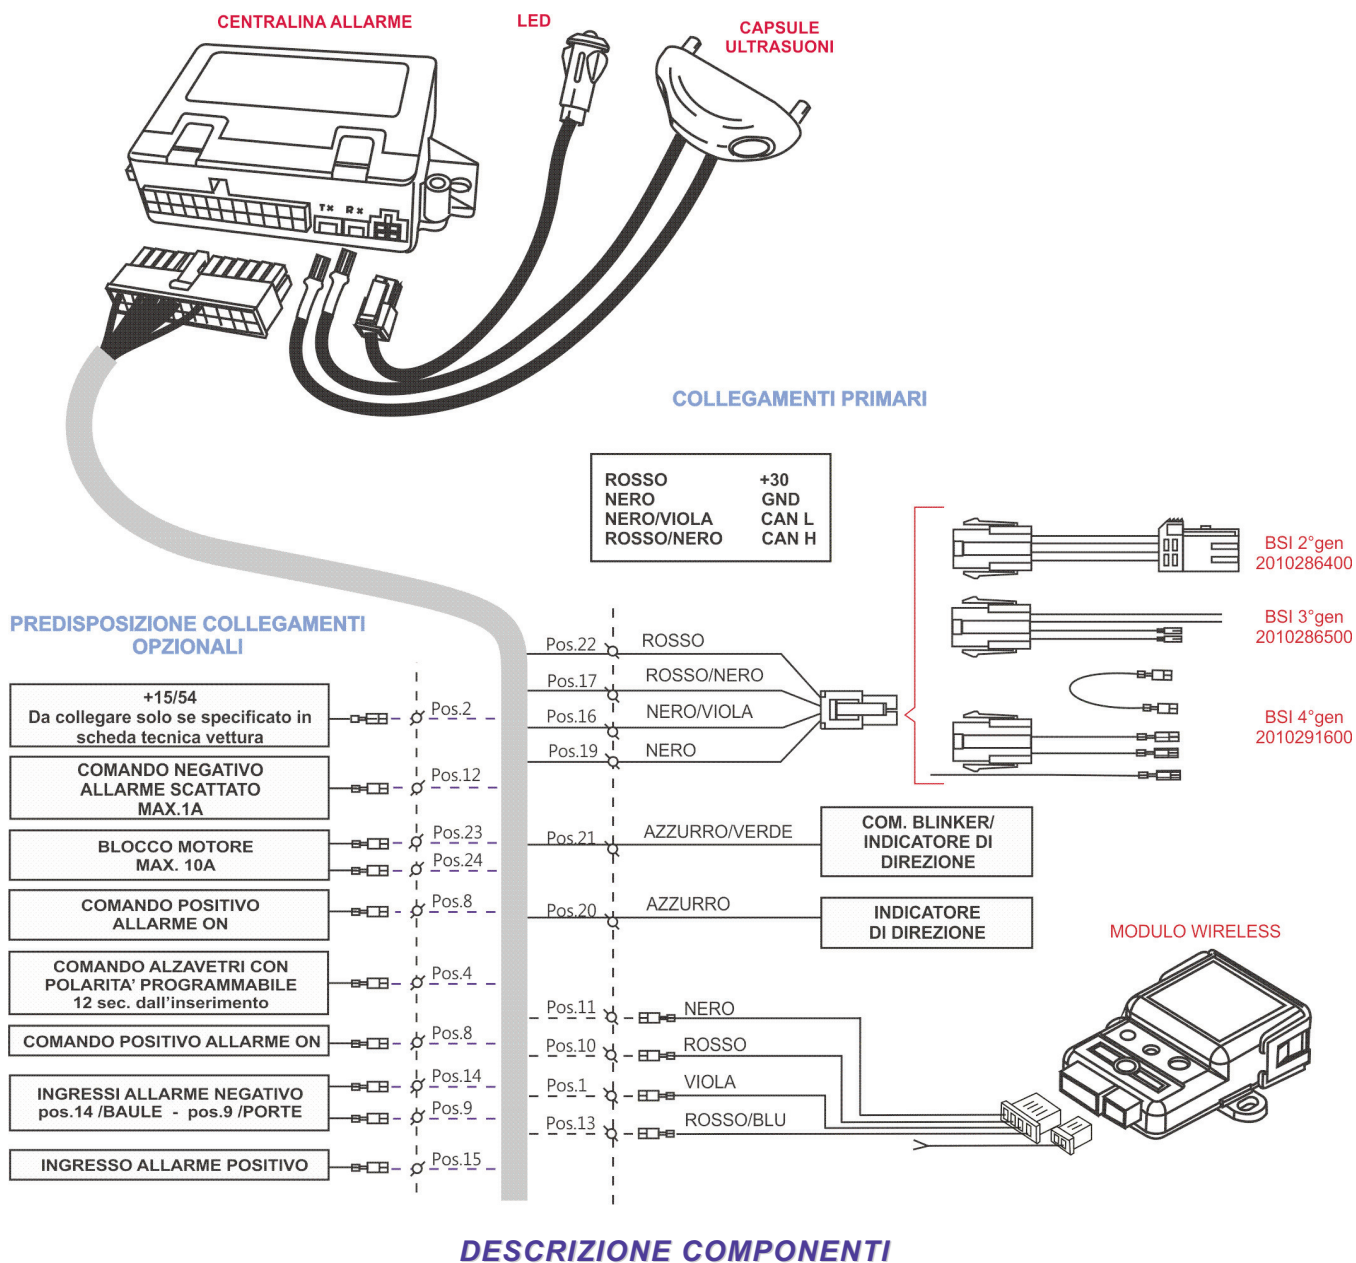 CENTRALINA ALLARME
LED
CAPSULE
ULTRASUONI
TX RX
COLLEGAMENTI PRIMARI
ROSSO +30
NERO GND
NERO/VIOLA CAN L
ROSSO/NERO CAN H
BSI 2°gen
2010286400
BSI 3°gen
2010286500
BSI 4°gen
2010291600
PREDISPOSIZIONE COLLEGAMENTI
OPZIONALI
+15/54
Da collegare solo se specificato in
scheda tecnica vettura
Pos.2
COMANDO NEGATIVO
ALLARME SCATTATO
MAX.1A
Pos.12
BLOCCO MOTORE
MAX. 10A
Pos.23
Pos.24
COMANDO POSITIVO
ALLARME ON
Pos.8
COMANDO ALZAVETRI CON
POLARITA' PROGRAMMABILE
12 sec. dall'inserimento
Pos.4
COMANDO POSITIVO ALLARME ON
Pos.8
INGRESSI ALLARME NEGATIVO
pos.14 /BAULE - pos.9 /PORTE
Pos.14
Pos.9
INGRESSO ALLARME POSITIVO
Pos.15
Pos.22 ROSSO
Pos.17 ROSSO/NERO
Pos.16 NERO/VIOLA
Pos.19 NERO
Pos.21 AZZURRO/VERDE
COM. BLINKER/
INDICATORE DI
DIREZIONE
Pos.20 AZZURRO
INDICATORE
DI DIREZIONE
MODULO WIRELESS
Pos.11 NERO
Pos.10 ROSSO
Pos.1 VIOLA
Pos.13 ROSSO/BLU
DESCRIZIONE COMPONENTI